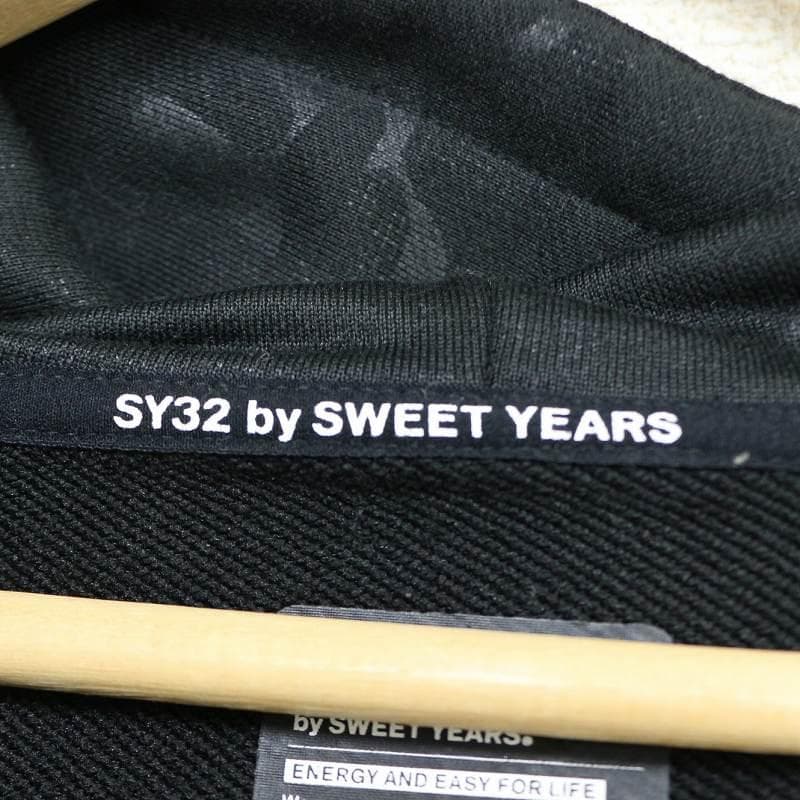 SY32 by SWEET YEARS
by SWEET YEARS.
ENERGY AND EASY FOR LIFE